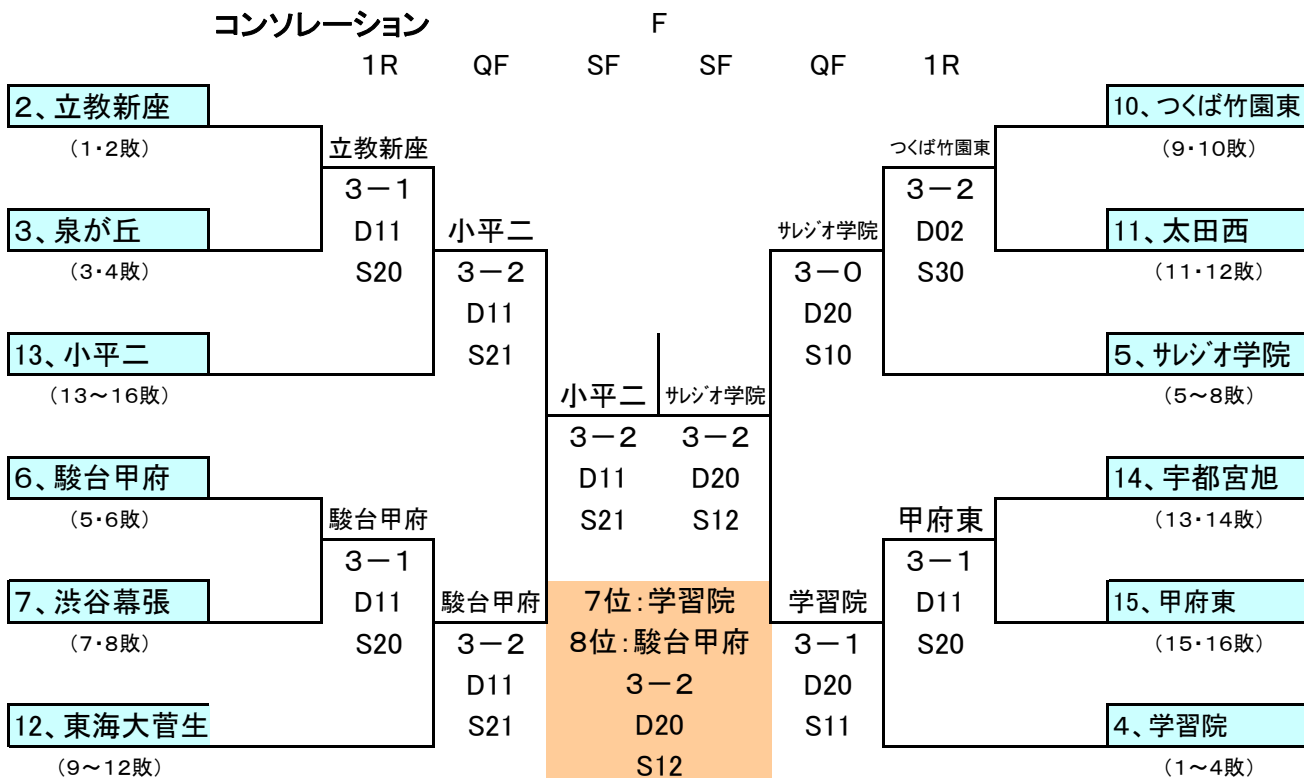 コンソレーション
F
1R QF SF SF QF 1R
2、立教新座
(1・2敗)
3、泉が丘
(3・4敗)
13、小平二
(13～16敗)
6、駿台甲府
(5・6敗)
7、渋谷幕張
(7・8敗)
12、東海大菅生
(9～12敗)
立教新座
3－1
D11
S20
駿台甲府
3－1
D11
S20
小平二
3－2
D11
S21
駿台甲府
3－2
D11
S21
小平二
3－2
D11
S21
サレジオ学院
3－2
D20
S12
7位：学習院
8位：駿台甲府
3－2
D20
S12
サレジオ学院
3－0
D20
S10
学習院
3－1
D20
S11
つくば竹園東
3－2
D02
S30
甲府東
3－1
D11
S20
10、つくば竹園東
(9・10敗)
11、太田西
(11・12敗)
5、サレジオ学院
(5～8敗)
14、宇都宮旭
(13・14敗)
15、甲府東
(15・16敗)
4、学習院
(1～4敗)